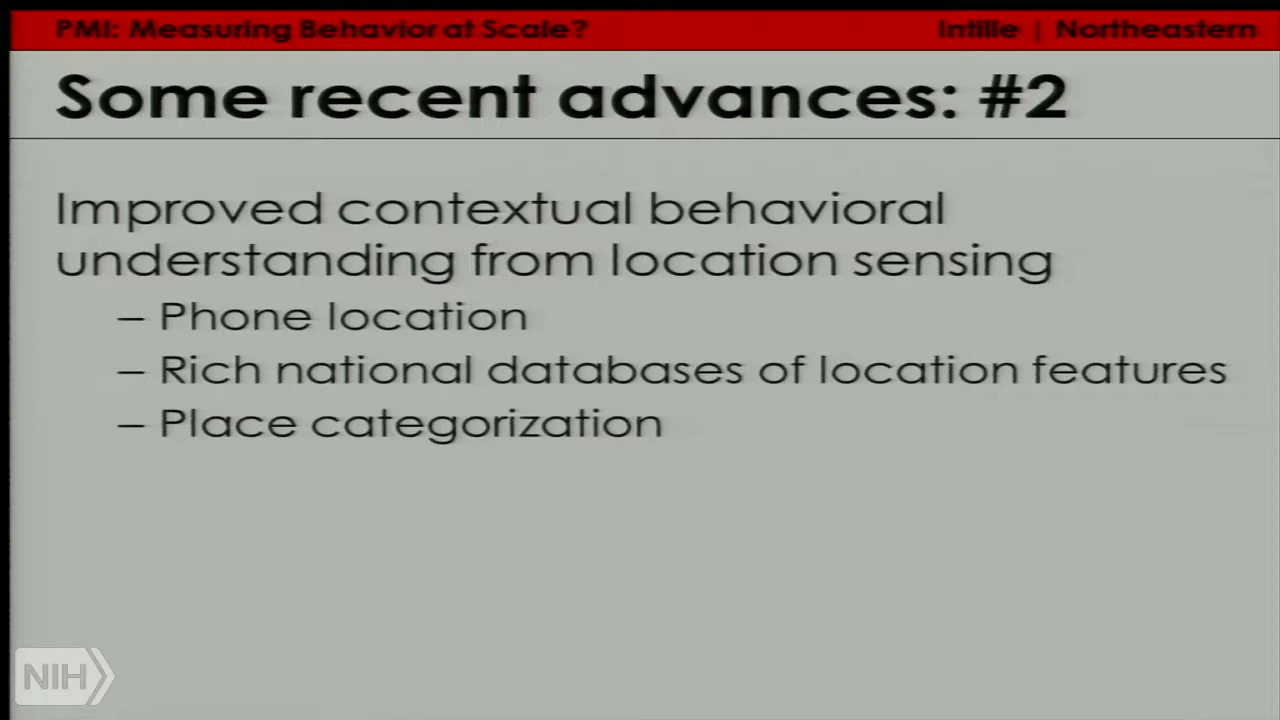 PMI: Measuring Behavior at Scale?
Intille | Northeastern
Some recent advances: #2
Improved contextual behavioral
understanding from location sensing
– Phone location
– Rich national databases of location features
– Place categorization
NIH